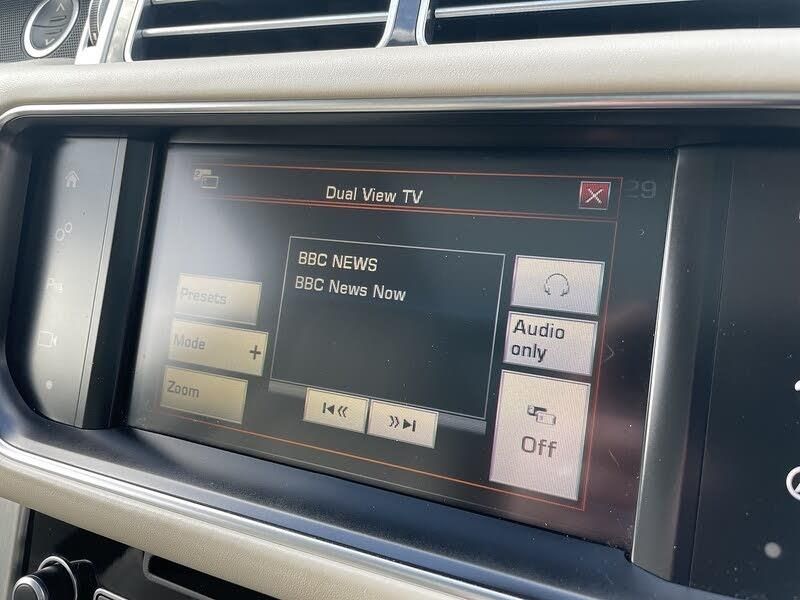 Dual View TV
29
BBC NEWS
BBC News Now
Presets
Mode +
Zoom
Audio
only
Off